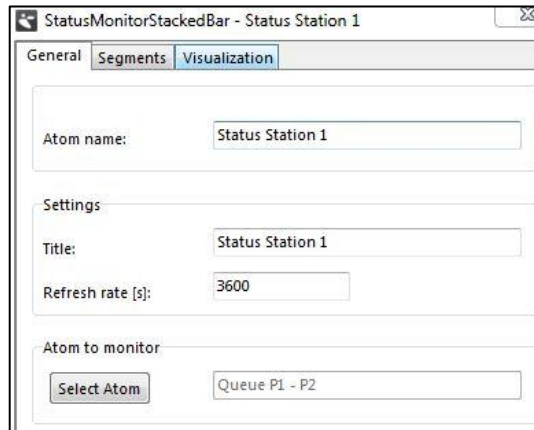 StatusMonitorStackedBar - Status Station 1
General Segments Visualization
Atom name: Status Station 1
Settings
Title: Status Station 1
Refresh rate [s]: 3600
Atom to monitor
Select Atom Queue P1 - P2